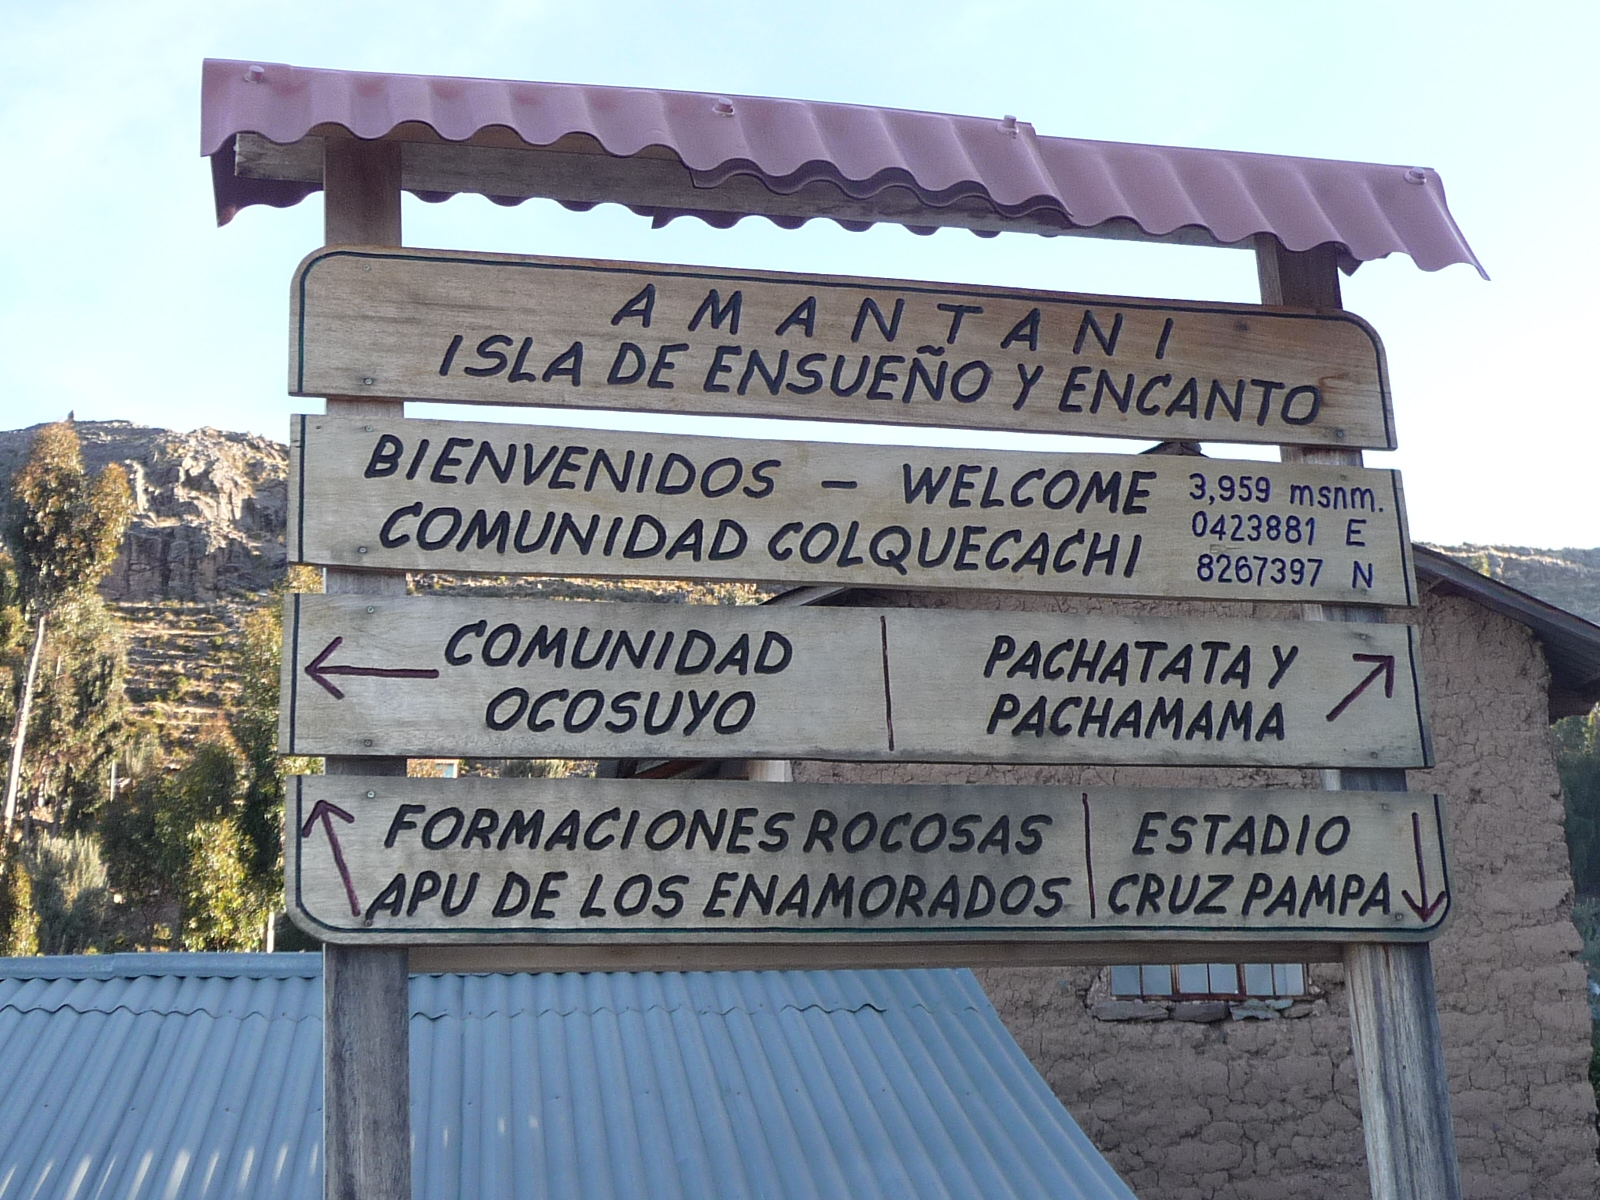 AMANTANI
ISLA DE ENSUEÑO Y ENCANTO
BIENVENIDOS – WELCOME
COMUNIDAD COLQUECACHI
3,959 msnm.
0423881 E
8267397 N
COMUNIDAD
OCOSUYO
PACHATATA Y
PACHAMAMA
FORMACIONES ROCOSAS
APU DE LOS ENAMORADOS
ESTADIO
CRUZ PAMPA